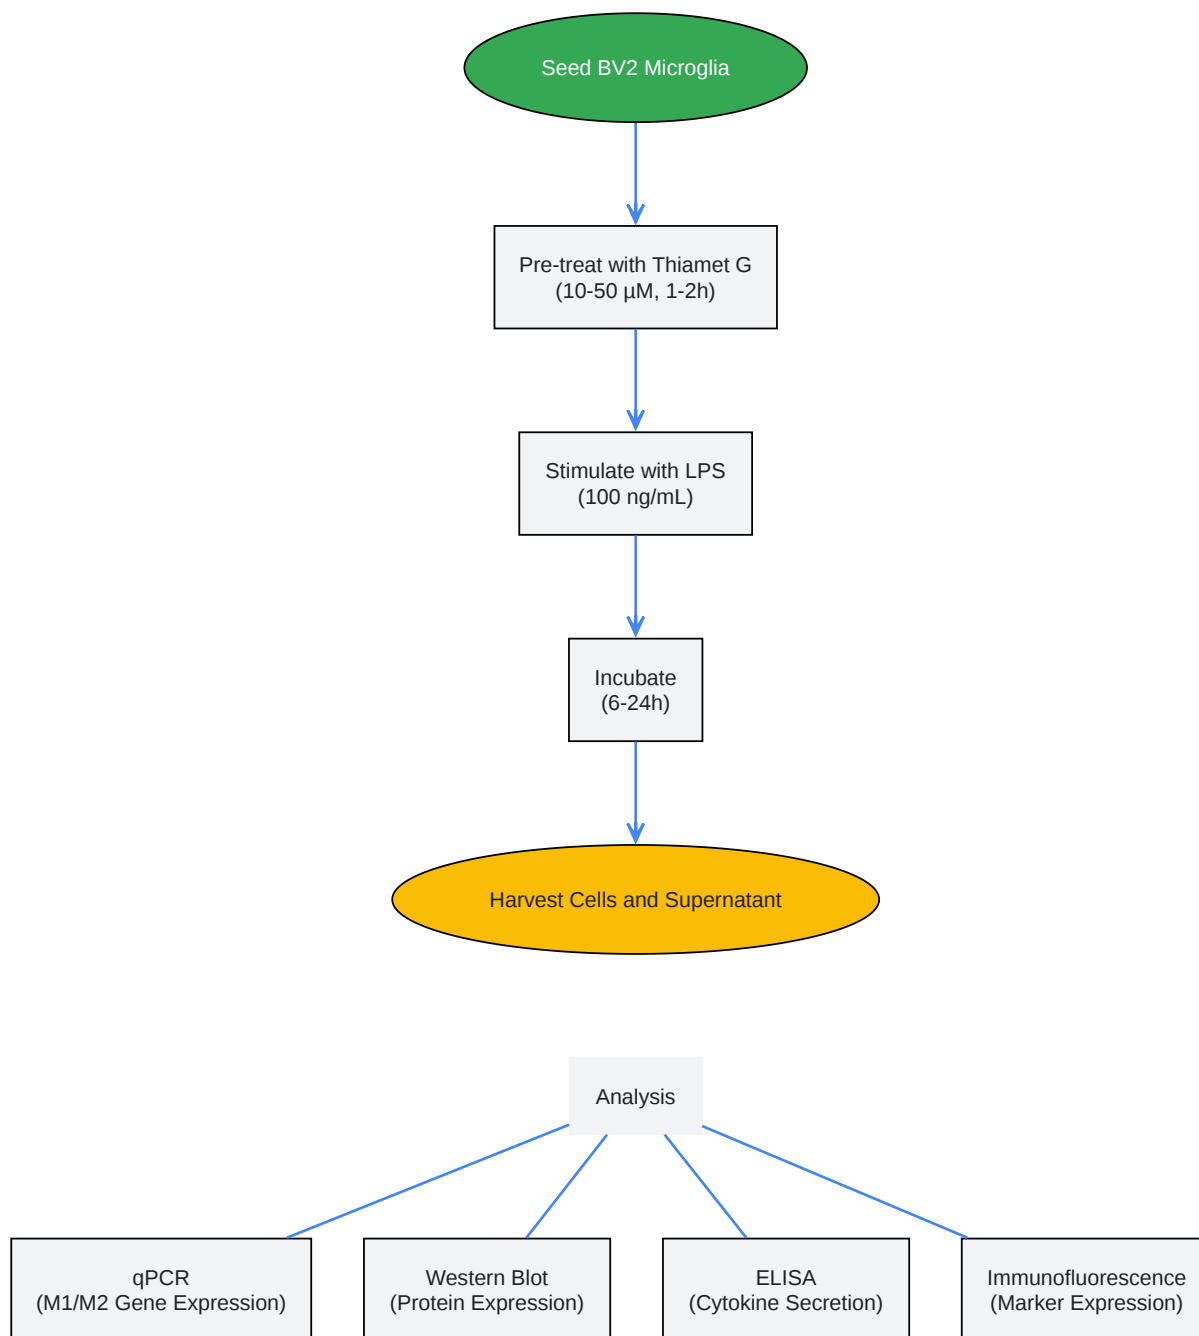 Seed BV2 Microglia
Pre-treat with Thiamet G
(10-50 µM, 1-2h)
Stimulate with LPS
(100 ng/mL)
Incubate
(6-24h)
Harvest Cells and Supernatant
Analysis
qPCR
(M1/M2 Gene Expression)
Western Blot
(Protein Expression)
ELISA
(Cytokine Secretion)
Immunofluorescence
(Marker Expression)